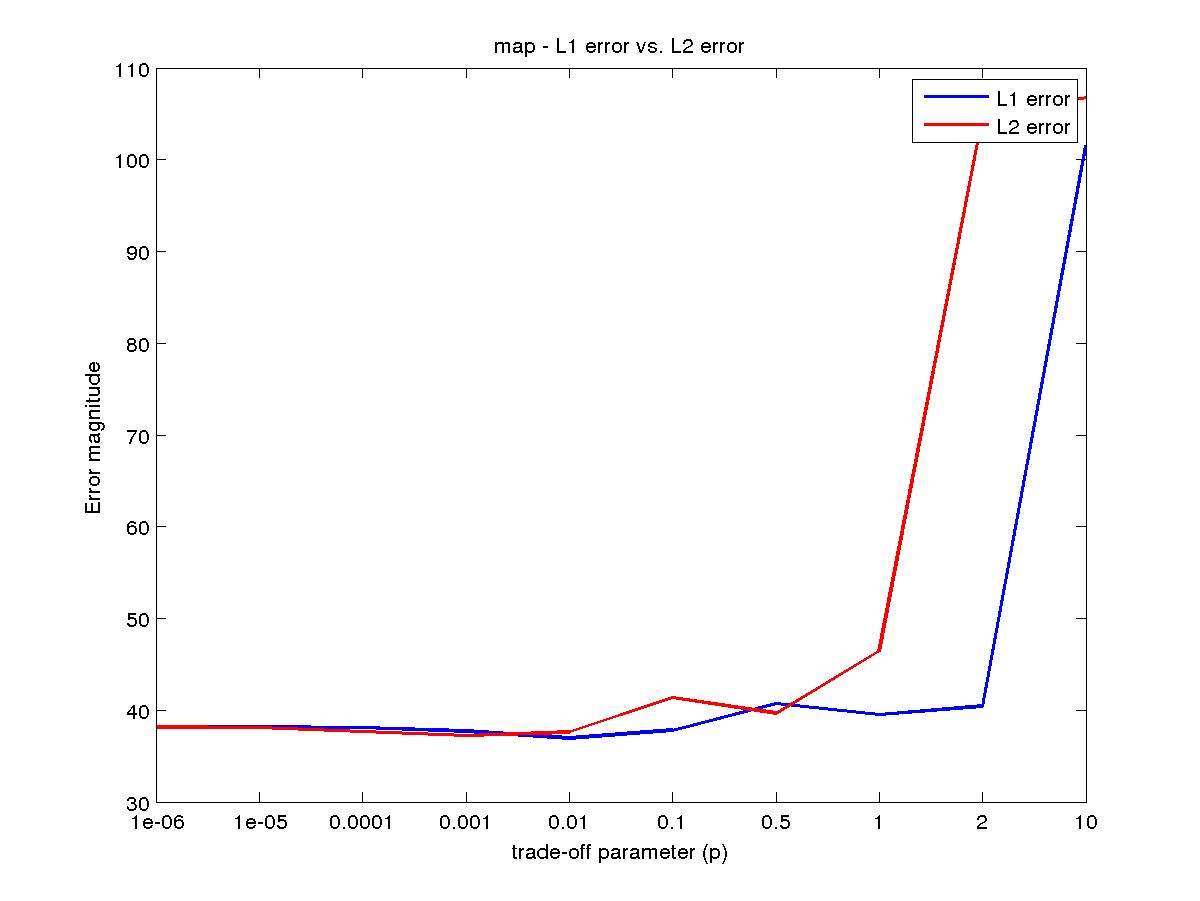 map - L1 error vs. L2 error
110
100
90
80
70
60
50
40
30
Error magnitude
L1 error
L2 error
1e-06 1e-05 0.0001 0.001 0.01 0.1 0.5 1 2 10
trade-off parameter (p)